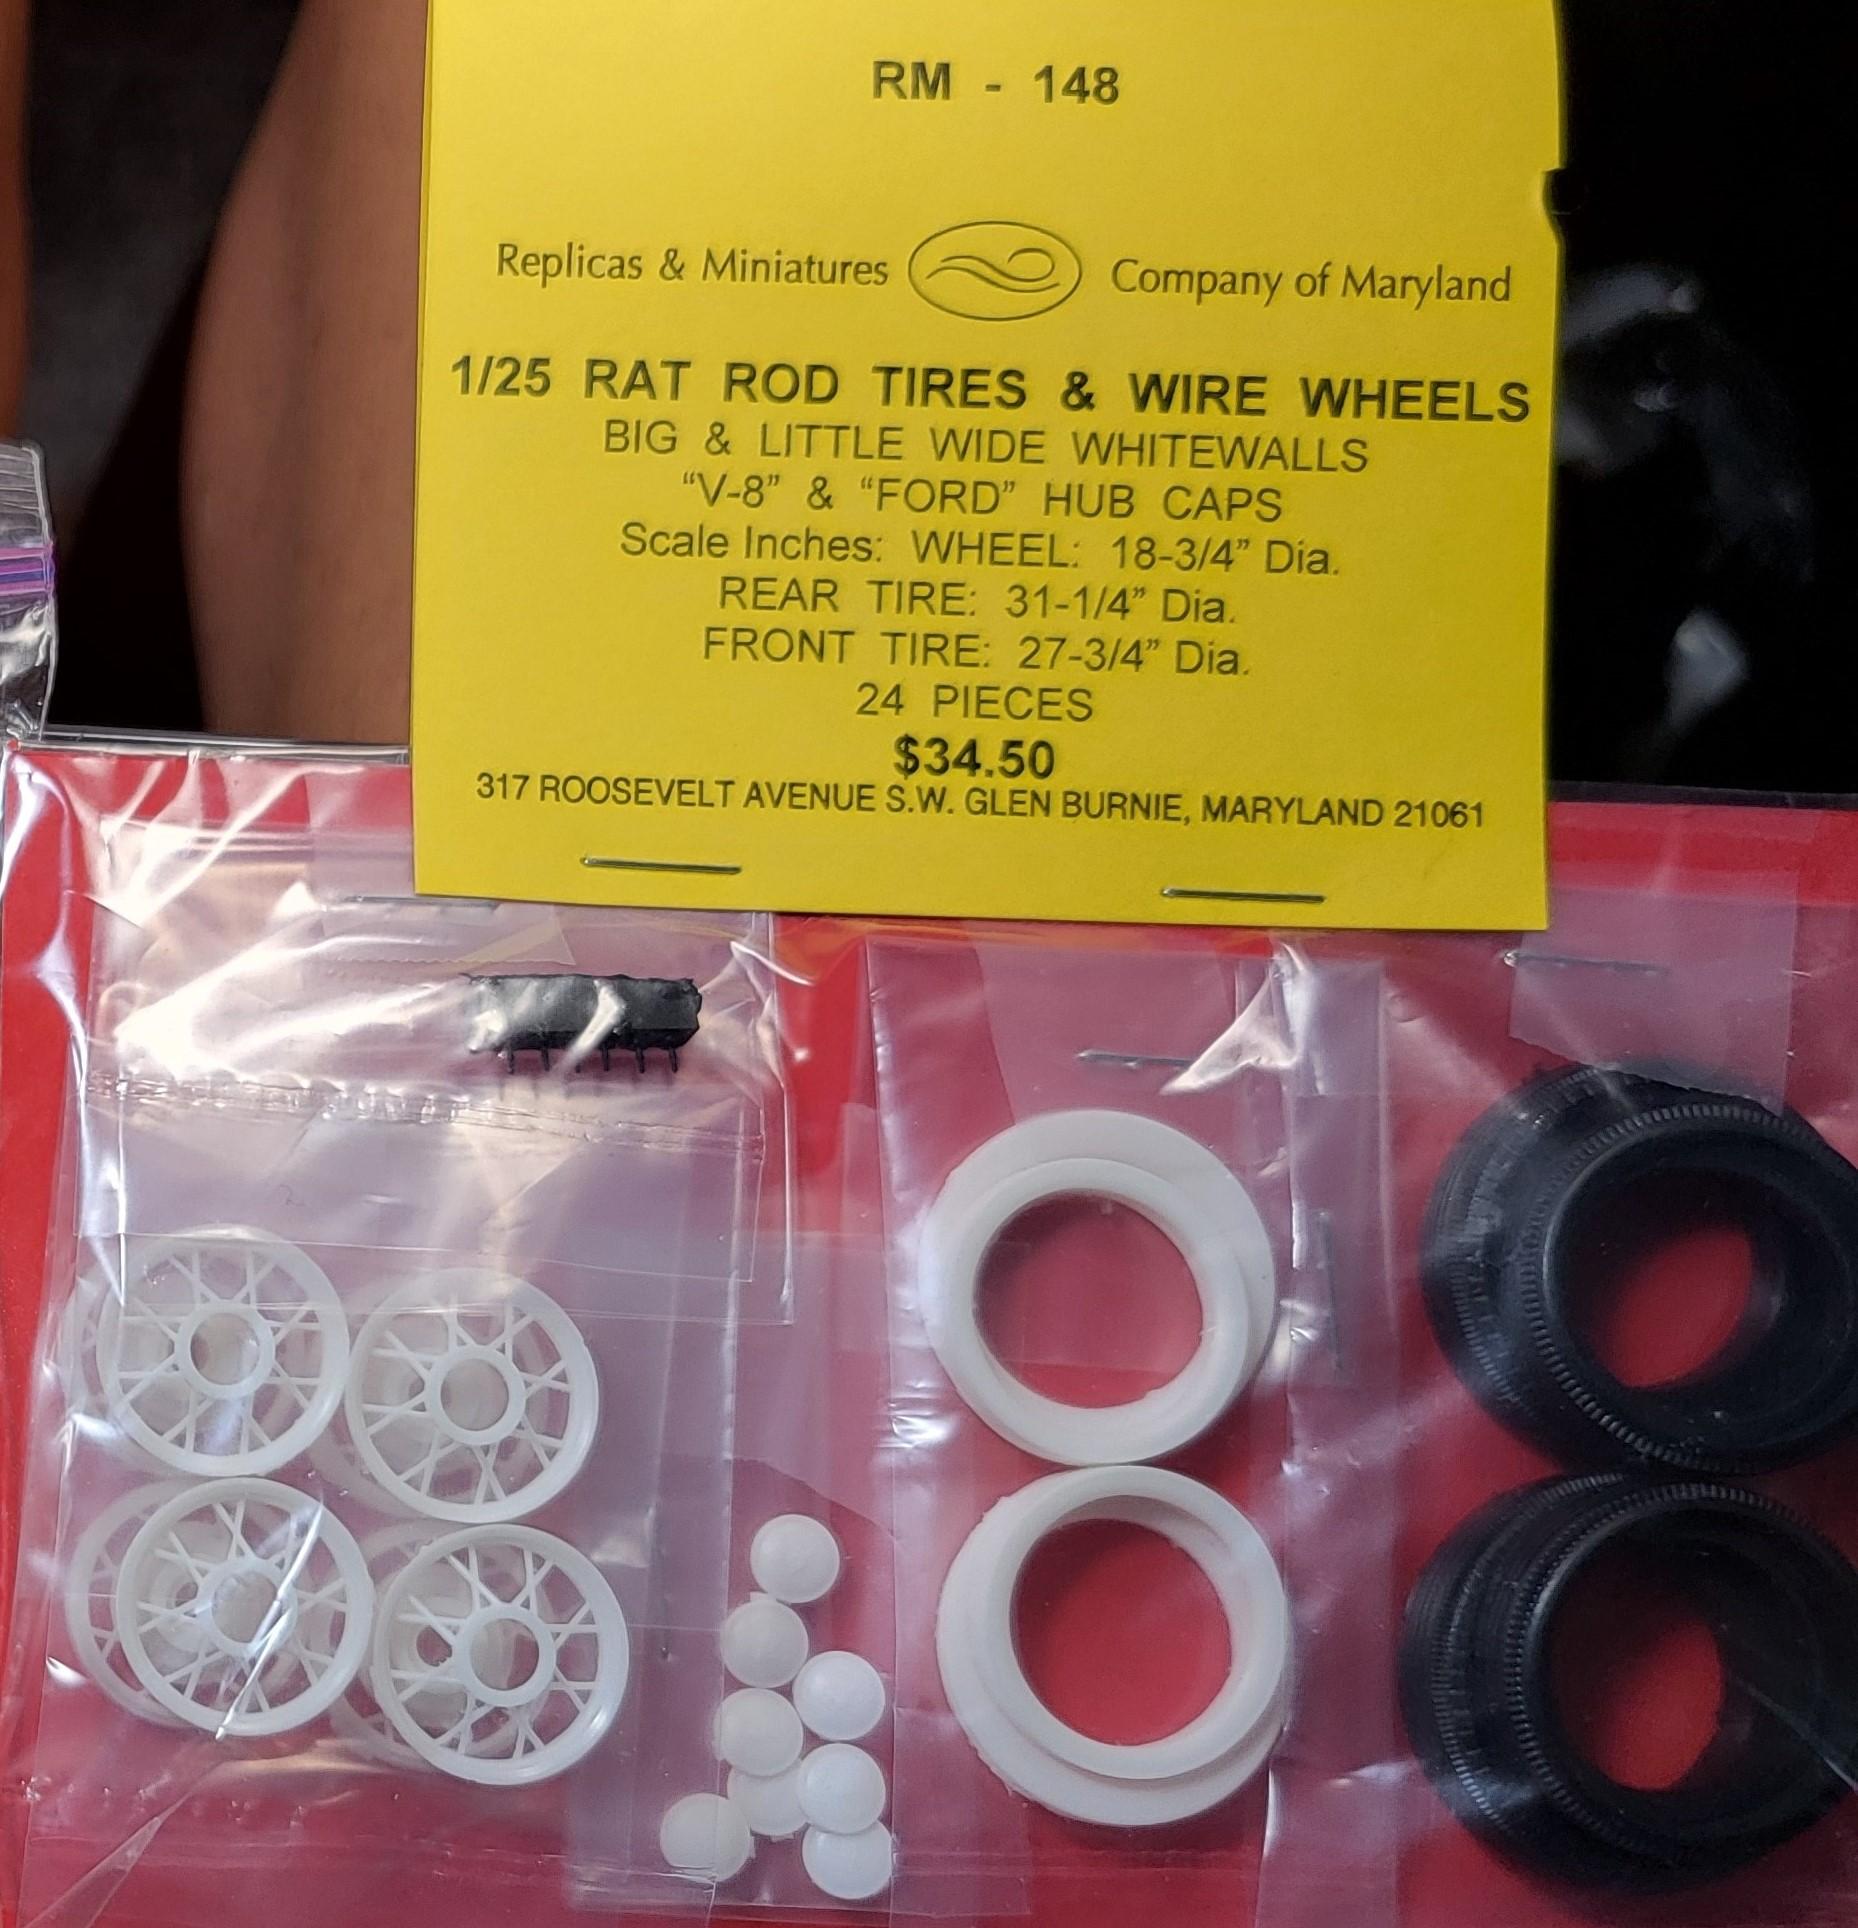 RM - 148
Replicas & Miniatures Company of Maryland
1/25 RAT ROD TIRES & WIRE WHEELS
BIG & LITTLE WIDE WHITEWALLS
“V-8” & “FORD” HUB CAPS
Scale Inches: WHEEL: 18-3/4” Dia.
REAR TIRE: 31-1/4” Dia.
FRONT TIRE: 27-3/4” Dia.
24 PIECES
$34.50
317 ROOSEVELT AVENUE S.W. GLEN BURNIE, MARYLAND 21061